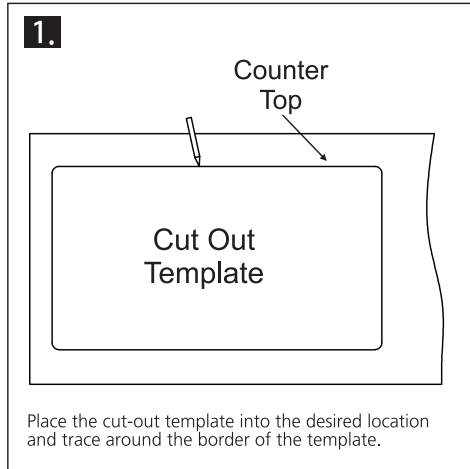 1.
Counter
Top
Cut Out
Template
Place the cut-out template into the desired location
and trace around the border of the template.